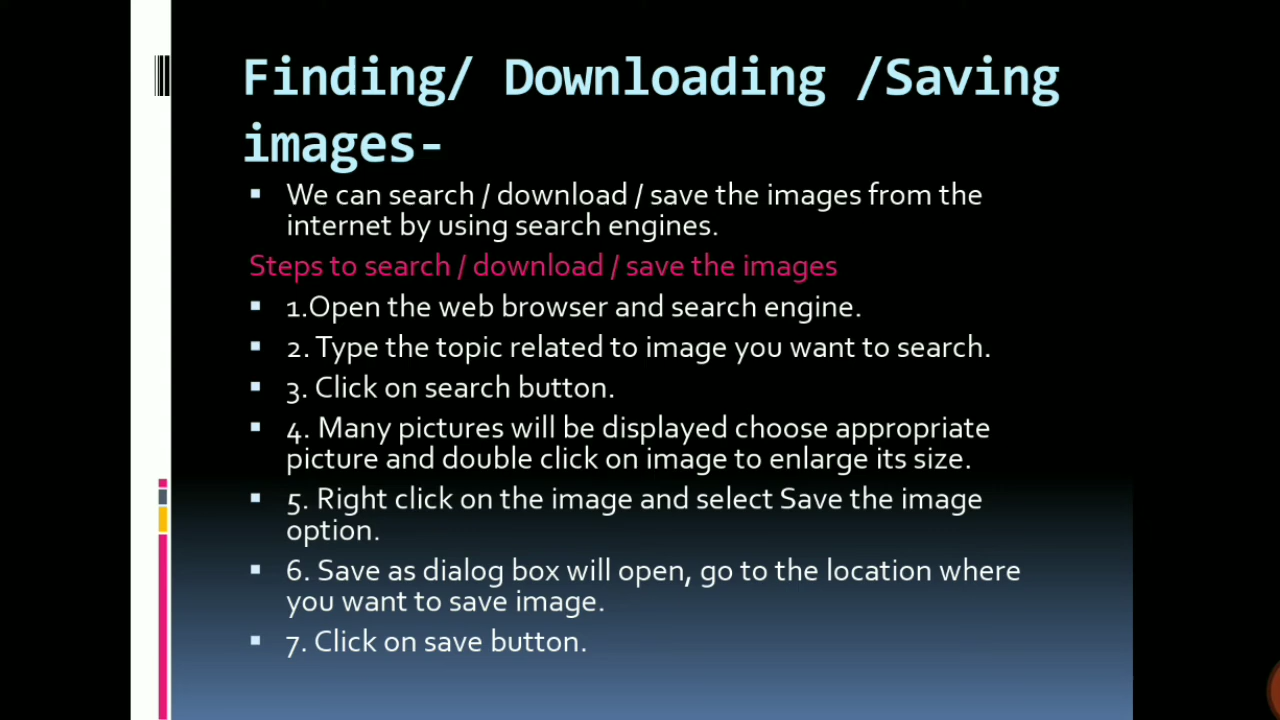 Finding/ Downloading /Saving
images-
▪ We can search / download / save the images from the
internet by using search engines.
Steps to search / download / save the images
▪ 1.Open the web browser and search engine.
▪ 2. Type the topic related to image you want to search.
▪ 3. Click on search button.
▪ 4. Many pictures will be displayed choose appropriate
picture and double click on image to enlarge its size.
▪ 5. Right click on the image and select Save the image
option.
▪ 6. Save as dialog box will open, go to the location where
you want to save image.
▪ 7. Click on save button.